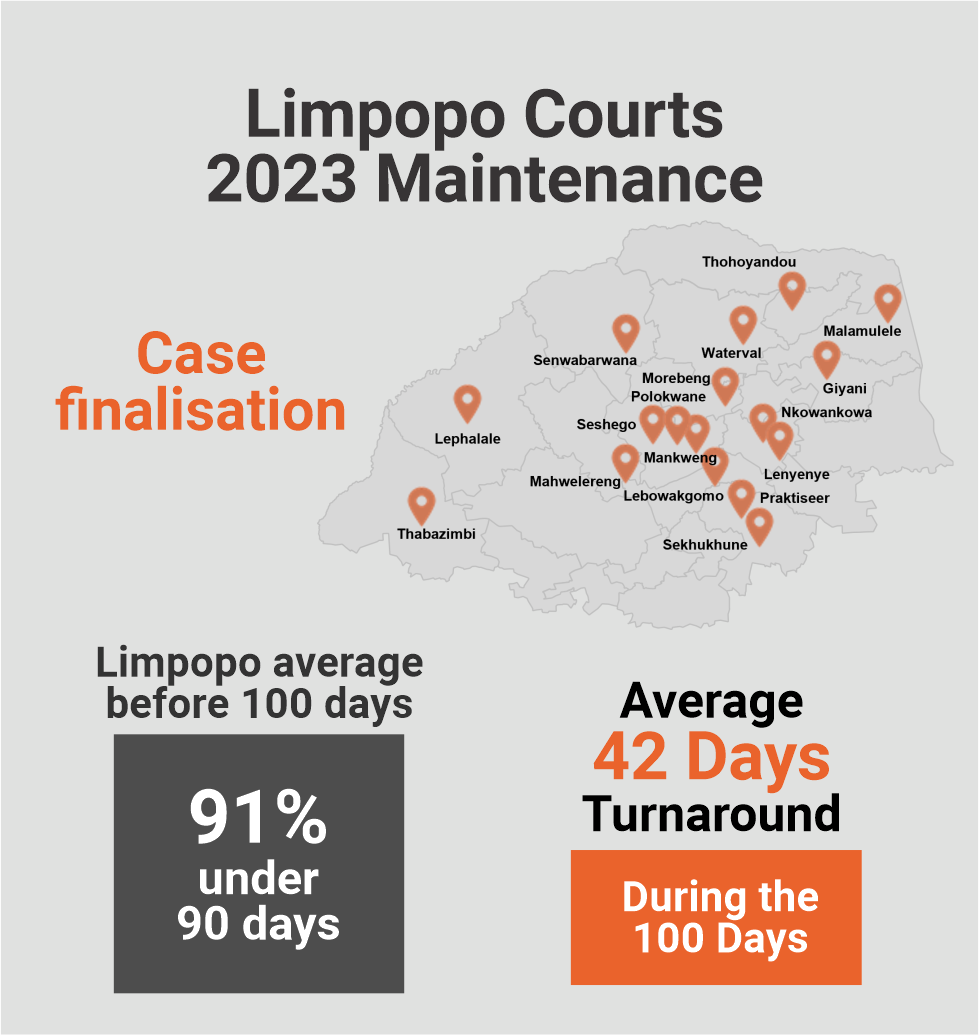 Limpopo Courts
2023 Maintenance
Case
finalisation
Thohoyandou
Malamulele
Waterval
Senwabarwana
Giyani
Morebeng
Polokwane
Nkowankowa
Seshego
Lephalale
Mankweng
Lenyenye
Mahwelereng
Lebowakgomo
Praktiseer
Thabazimbi
Sekhukhune
Limpopo average
before 100 days
91%
under
90 days
Average
42 Days
Turnaround
During the
100 Days